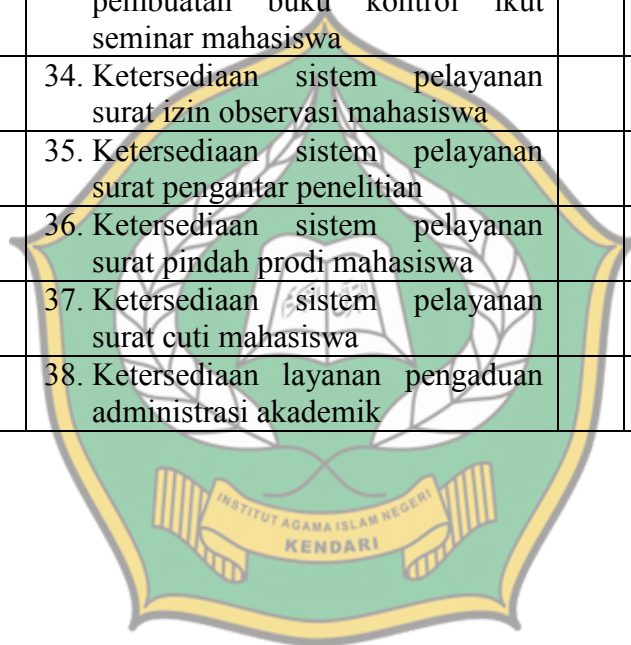 pembuatan buku kontrol ikut
seminar mahasiswa
34. Ketersediaan sistem pelayanan
surat izin observasi mahasiswa
35. Ketersediaan sistem pelayanan
surat pengantar penelitian
36. Ketersediaan sistem pelayanan
surat pindah prodi mahasiswa
37. Ketersediaan sistem pelayanan
surat cuti mahasiswa
38. Ketersediaan layanan pengaduan
administrasi akademik
INSTITUT AGAMA ISLAM NEGERI
KENDARI